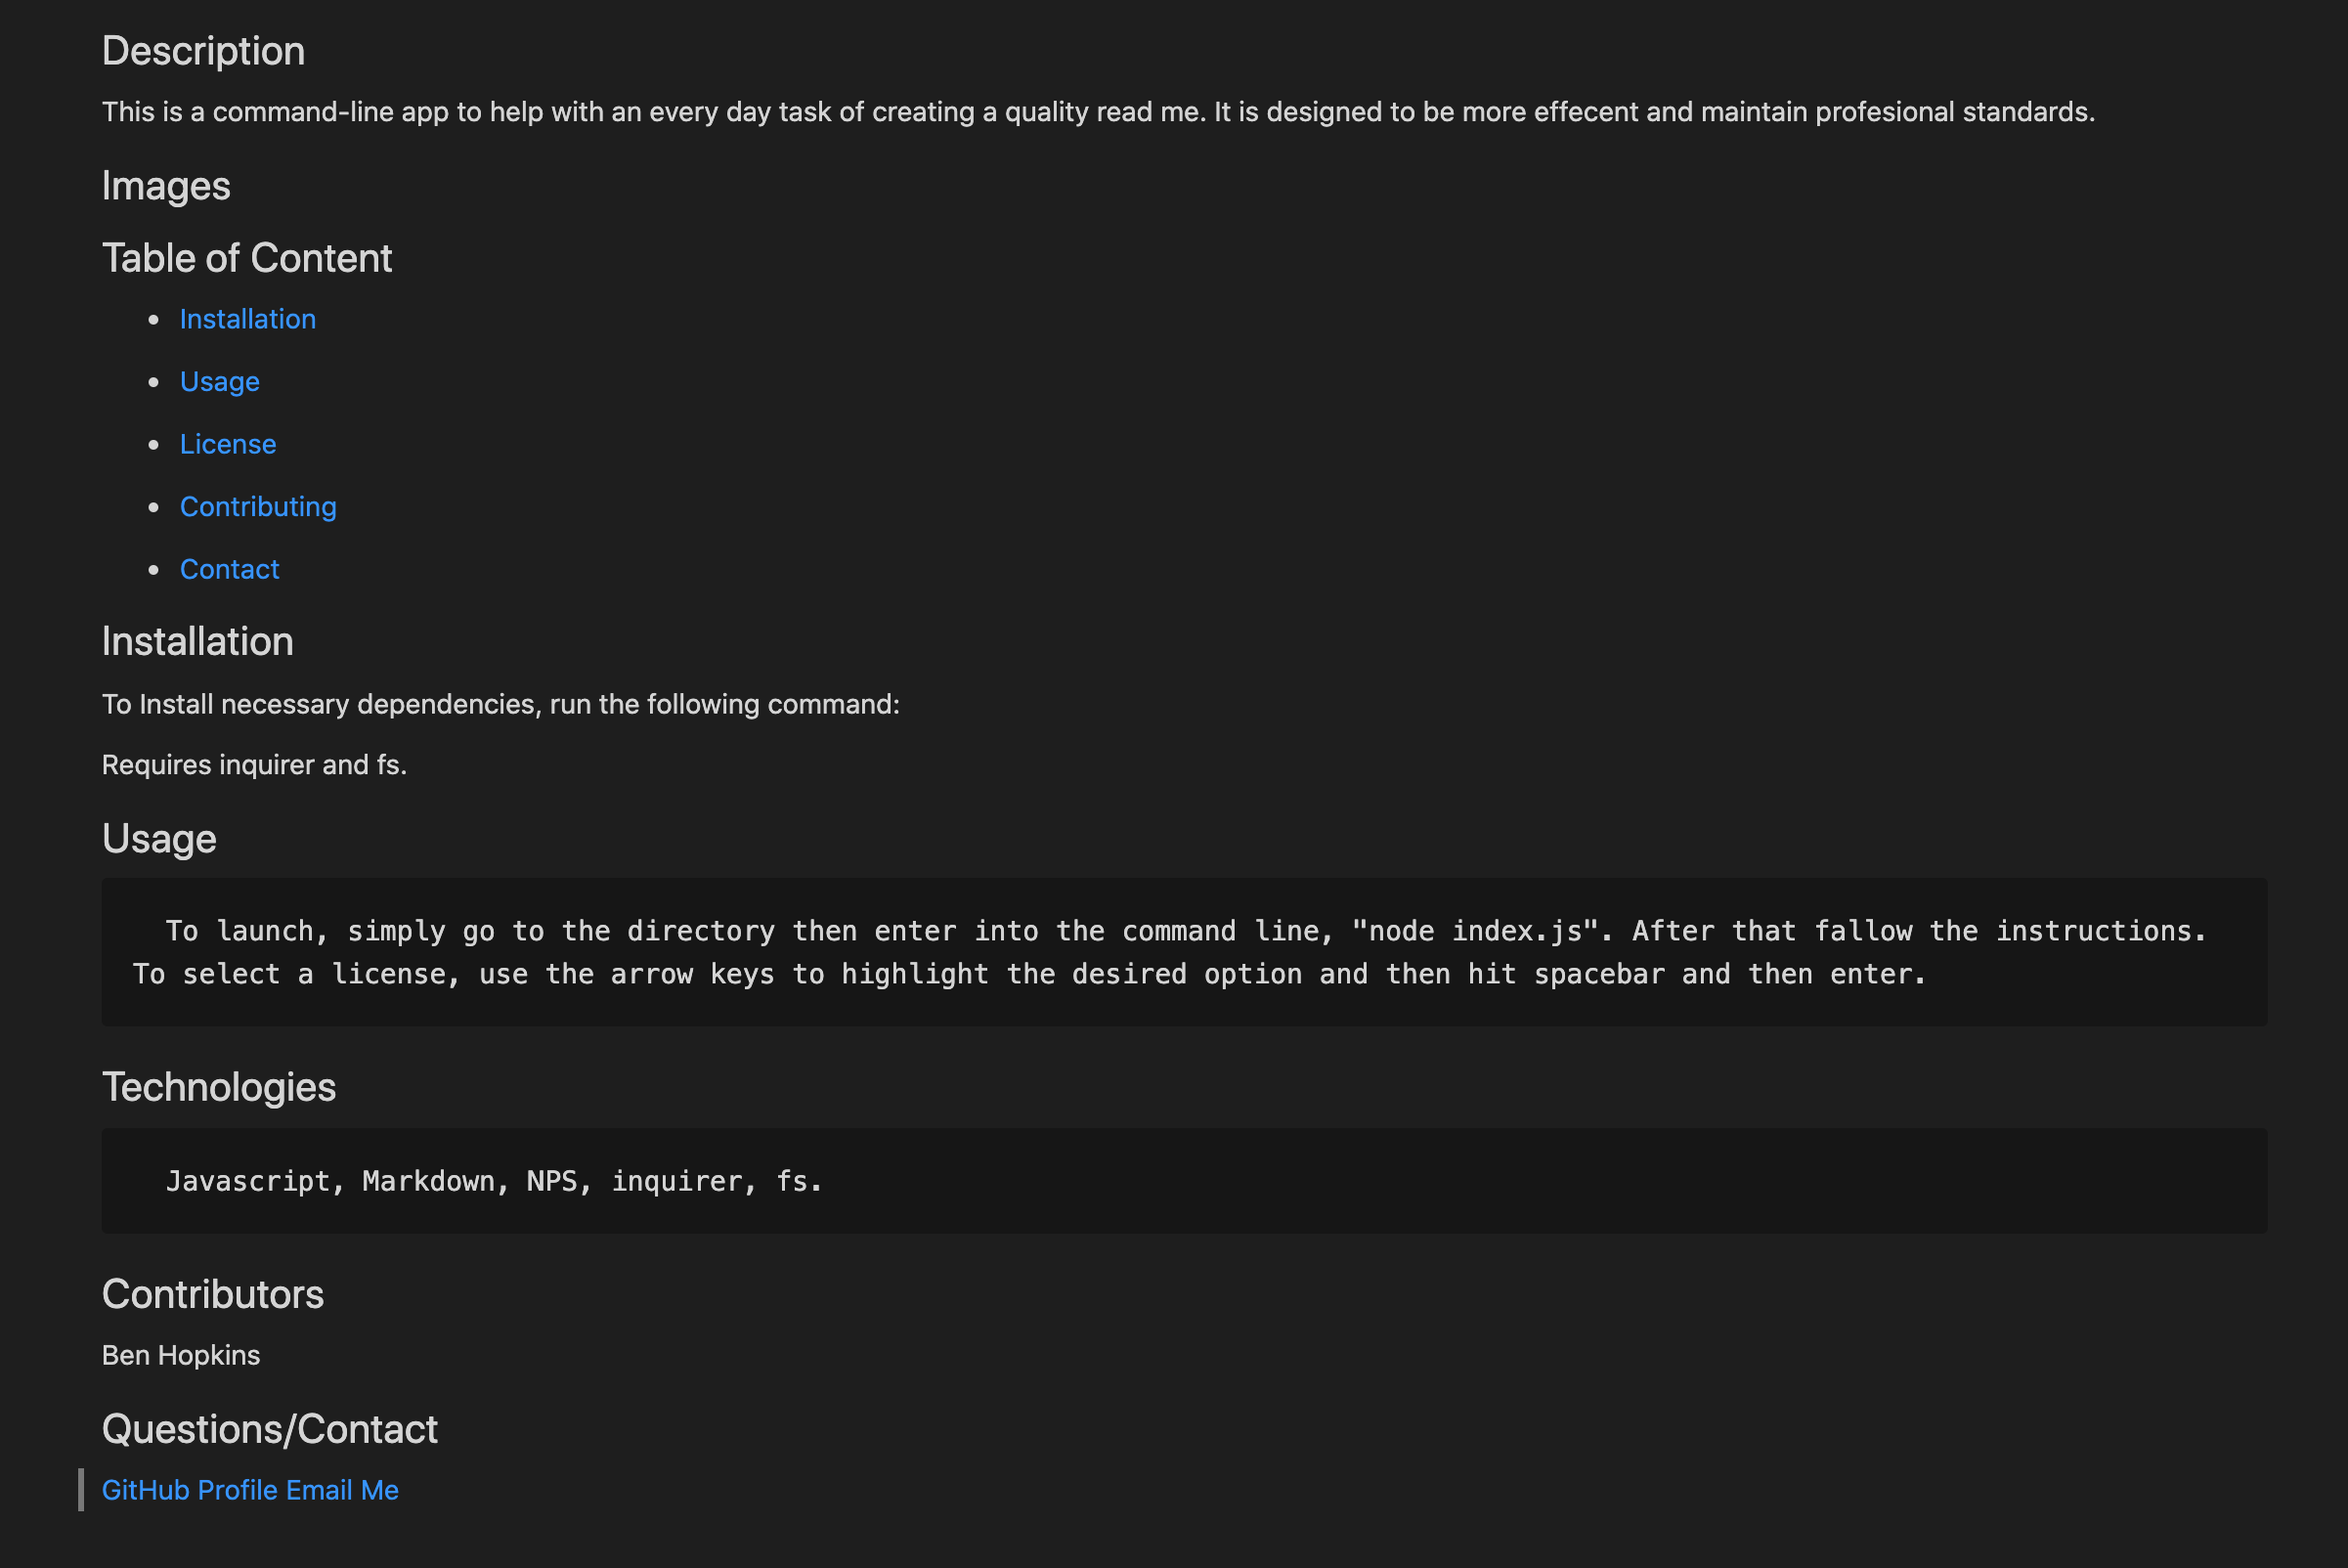 Description
This is a command-line app to help with an every day task of creating a quality read me. It is designed to be more effecent and maintain profesional standards.
Images
Table of Content
Installation
Usage
License
Contributing
Contact
Installation
To Install necessary dependencies, run the following command:
Requires inquirer and fs.
Usage
To launch, simply go to the directory then enter into the command line, "node index.js". After that fallow the instructions.
To select a license, use the arrow keys to highlight the desired option and then hit spacebar and then enter.
Technologies
Javascript, Markdown, NPS, inquirer, fs.
Contributors
Ben Hopkins
Questions/Contact
GitHub Profile Email Me